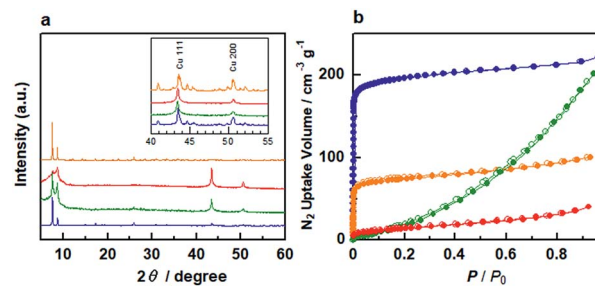 a
b
Intensity (a.u.)
Cu 111
Cu 200
40 45 50 55
10 20 30 40 50 60
2θ / degree
N2 Uptake Volume / cm-3 g-1
200
100
0
0 0.2 0.4 0.6 0.8
P / P0